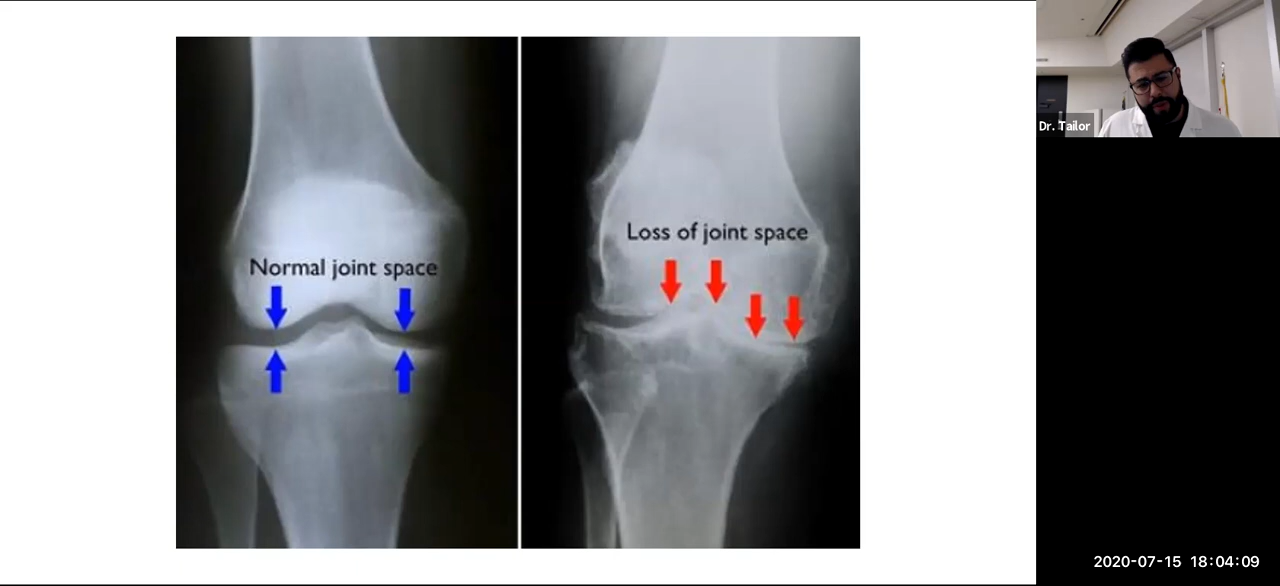 Normal joint space
Loss of joint space
Dr. Tailor
2020-07-15 18:04:09